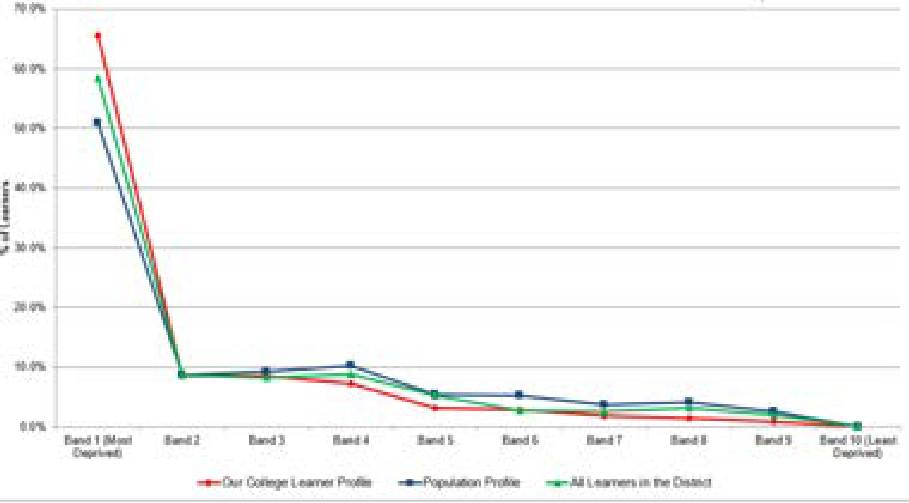 70.0%
60.0%
50.0%
40.0%
30.0%
20.0%
10.0%
0.0%
% of Learners
Band 1 (Most Deprived)
Band 2
Band 3
Band 4
Band 5
Band 6
Band 7
Band 8
Band 9
Band 10 (Least Deprived)
Our College Learner Profile
Population Profile
All Learners in the District